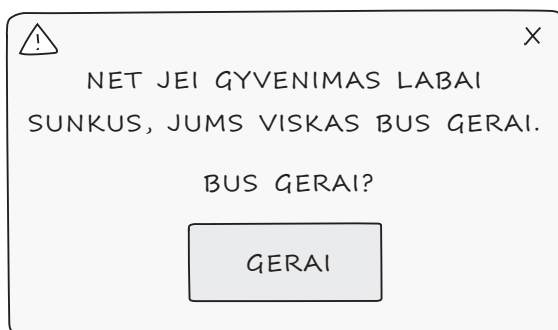 NET JEI GYVENIMAS LABAI
SUNKUS, JUMS VISKAS BUS GERAI.
BUS GERAI?
GERAI